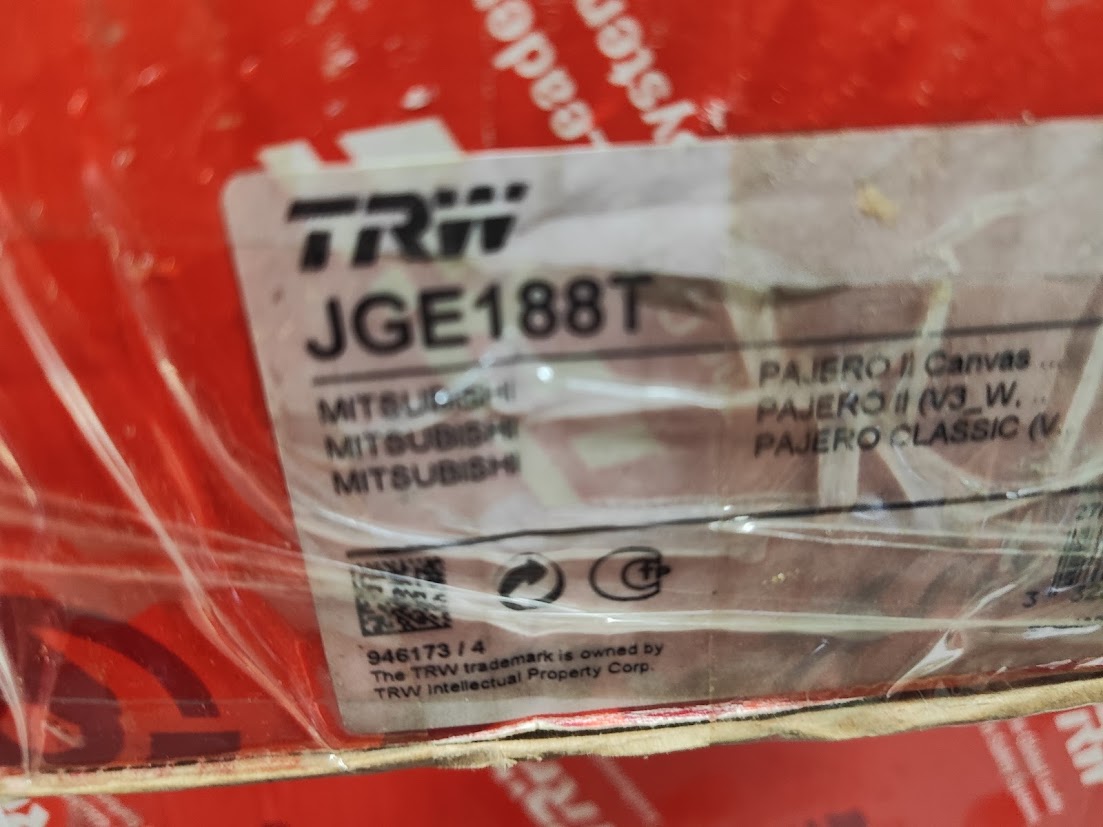 TRW
JGE188T
MITSUBISHI PAJERO II Canvas ...
MITSUBISHI PAJERO II (V3_W, ...
MITSUBISHI PAJERO CLASSIC (V...
946173 / 4
The TRW trademark is owned by
TRW Intellectual Property Corp.